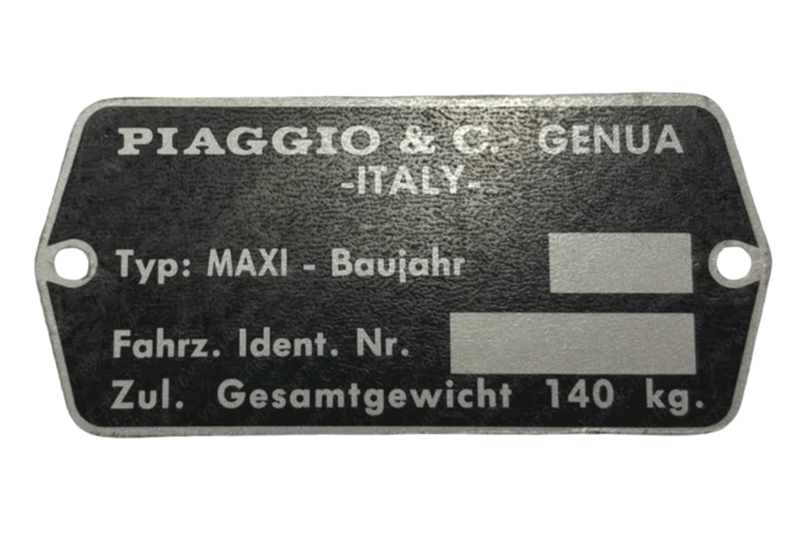 PIAGGIO & C. GENUA
-ITALY-
Typ: MAXI - Baujahr
Fahrz. Ident. Nr.
Zul. Gesamtgewicht 140 kg.